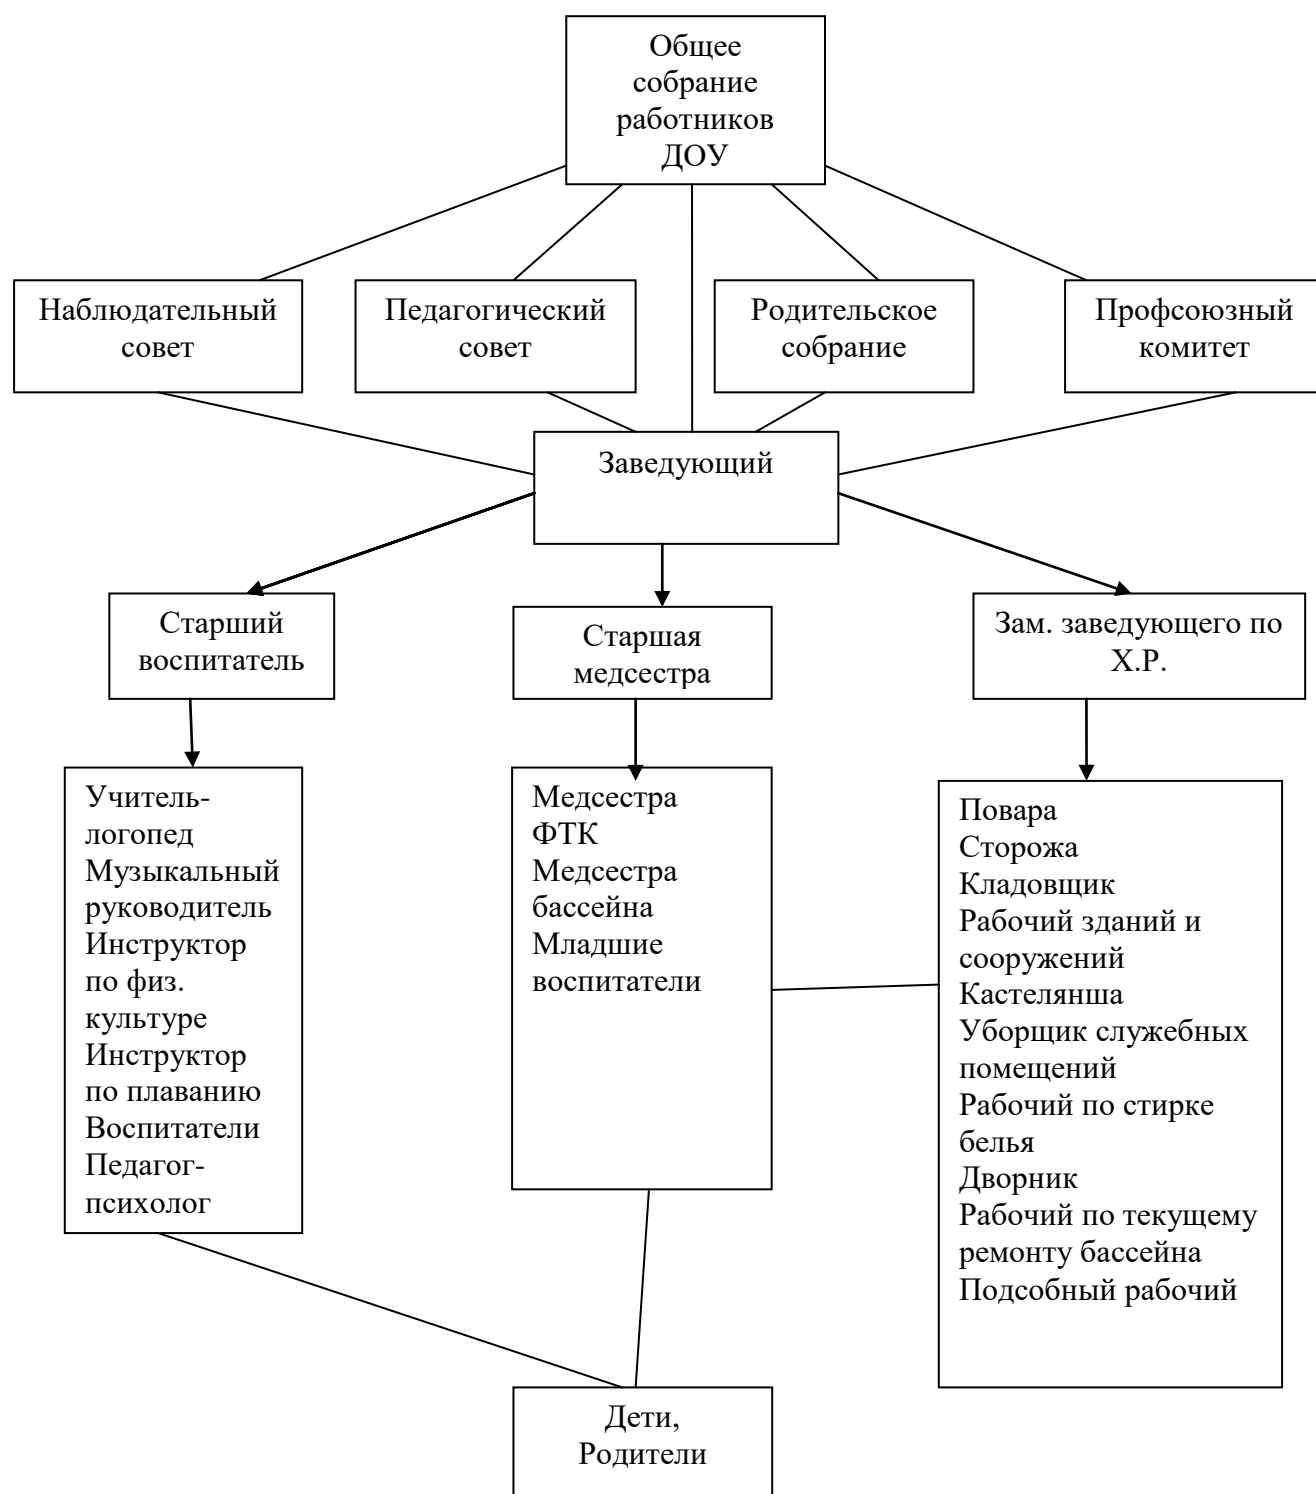 Общее
собрание
работников
ДОУ
Наблюдательный
совет
Педагогический
совет
Родительское
собрание
Профсоюзный
комитет
Заведующий
Старший
воспитатель
Старшая
медсестра
Зам. заведующего по
Х.Р.
Учитель-
логопед
Музыкальный
руководитель
Инструктор
по физ.
культуре
Инструктор
по плаванию
Воспитатели
Педагог-
психолог
Медсестра
ФТК
Медсестра
бассейна
Младшие
воспитатели
Повара
Сторожа
Кладовщик
Рабочий зданий и
сооружений
Кастелянша
Уборщик служебных
помещений
Рабочий по стирке
белья
Дворник
Рабочий по текущему
ремонту бассейна
Подсобный рабочий
Дети,
Родители